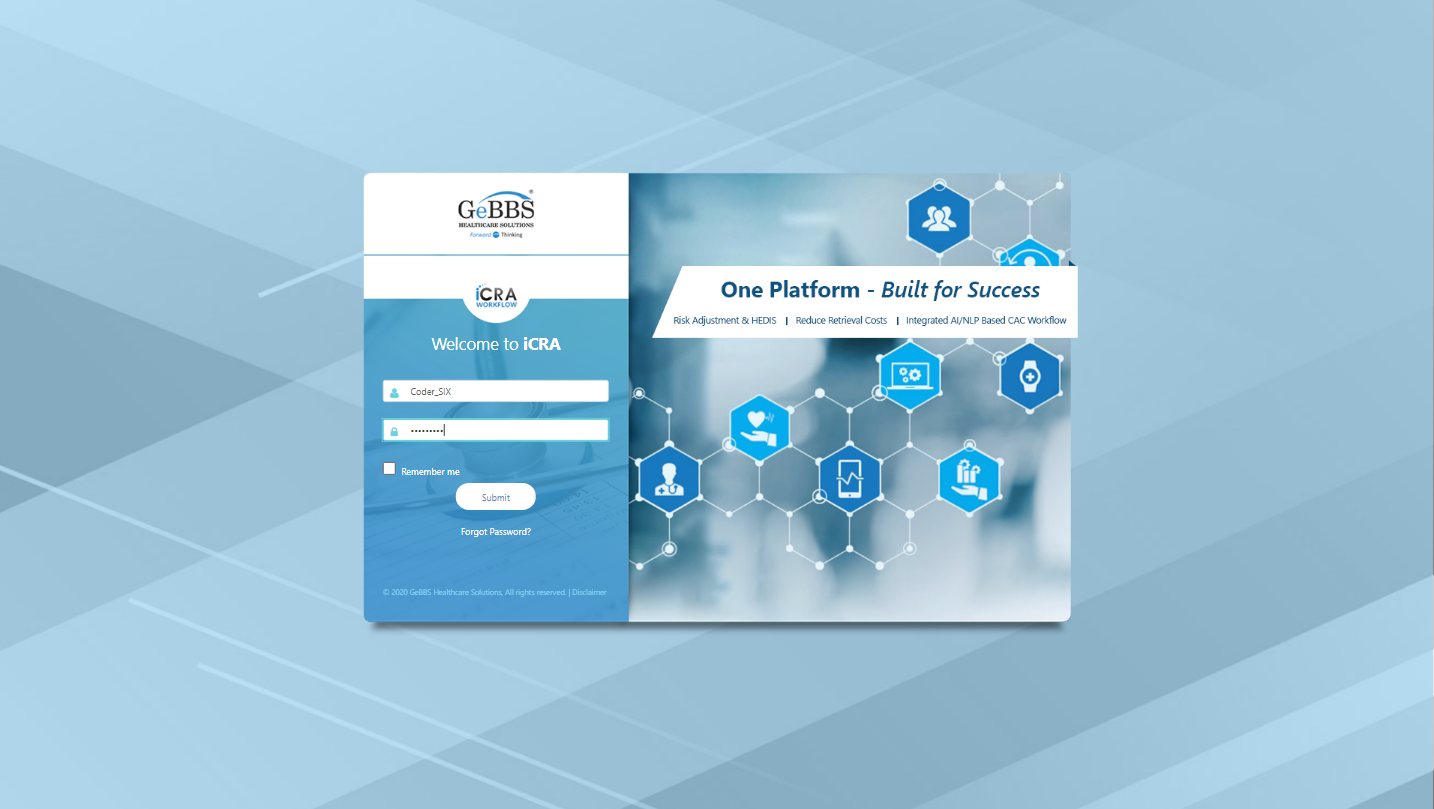 GeBBS®
HEALTHCARE SOLUTIONS
Forward Thinking
iCRA
WORKFLOW
Welcome to iCRA
Coder_SIX
•••••••••
Remember me
Submit
Forgot Password?
© 2020 GeBBS Healthcare Solutions, All rights reserved. | Disclaimer
One Platform - Built for Success
Risk Adjustment & HEDIS | Reduce Retrieval Costs | Integrated AI/NLP Based CAC Workflow